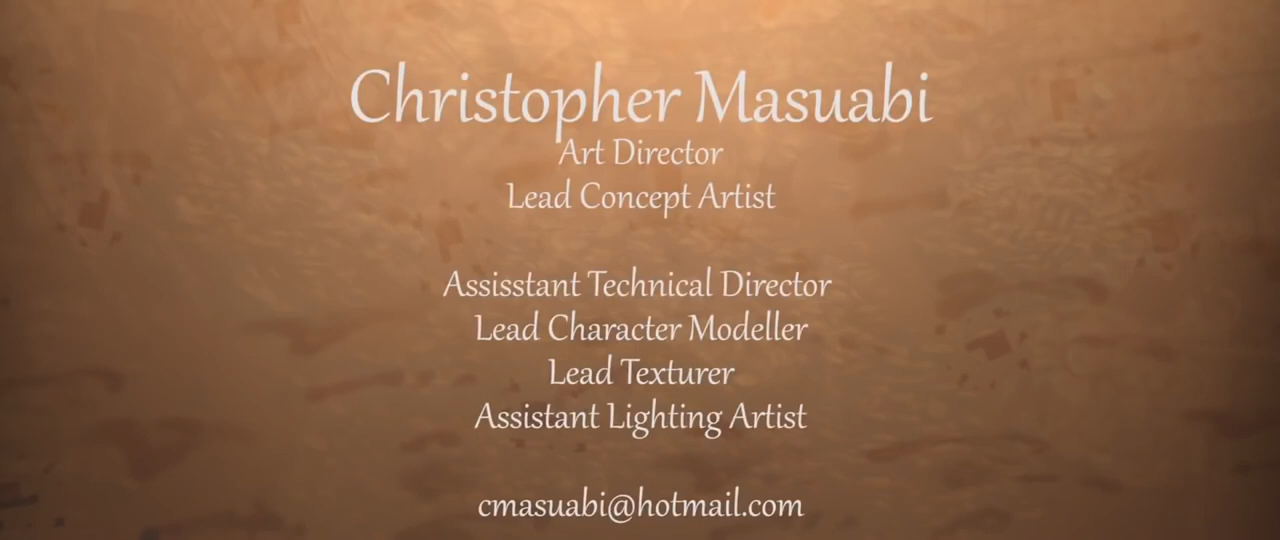 Christopher Masuabi
Art Director
Lead Concept Artist
Assisstant Technical Director
Lead Character Modeller
Lead Texturer
Assistant Lighting Artist
cmasuabi@hotmail.com